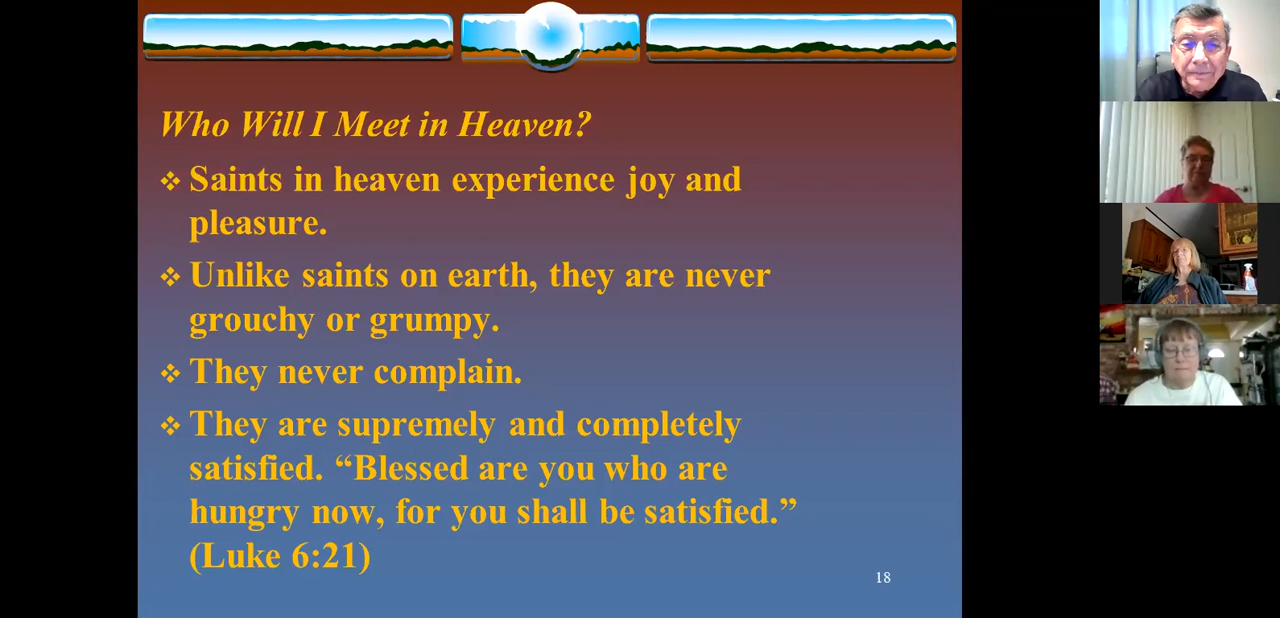 Who Will I Meet in Heaven?
❖ Saints in heaven experience joy and
pleasure.
❖ Unlike saints on earth, they are never
grouchy or grumpy.
❖ They never complain.
❖ They are supremely and completely
satisfied. “Blessed are you who are
hungry now, for you shall be satisfied.”
(Luke 6:21)
18